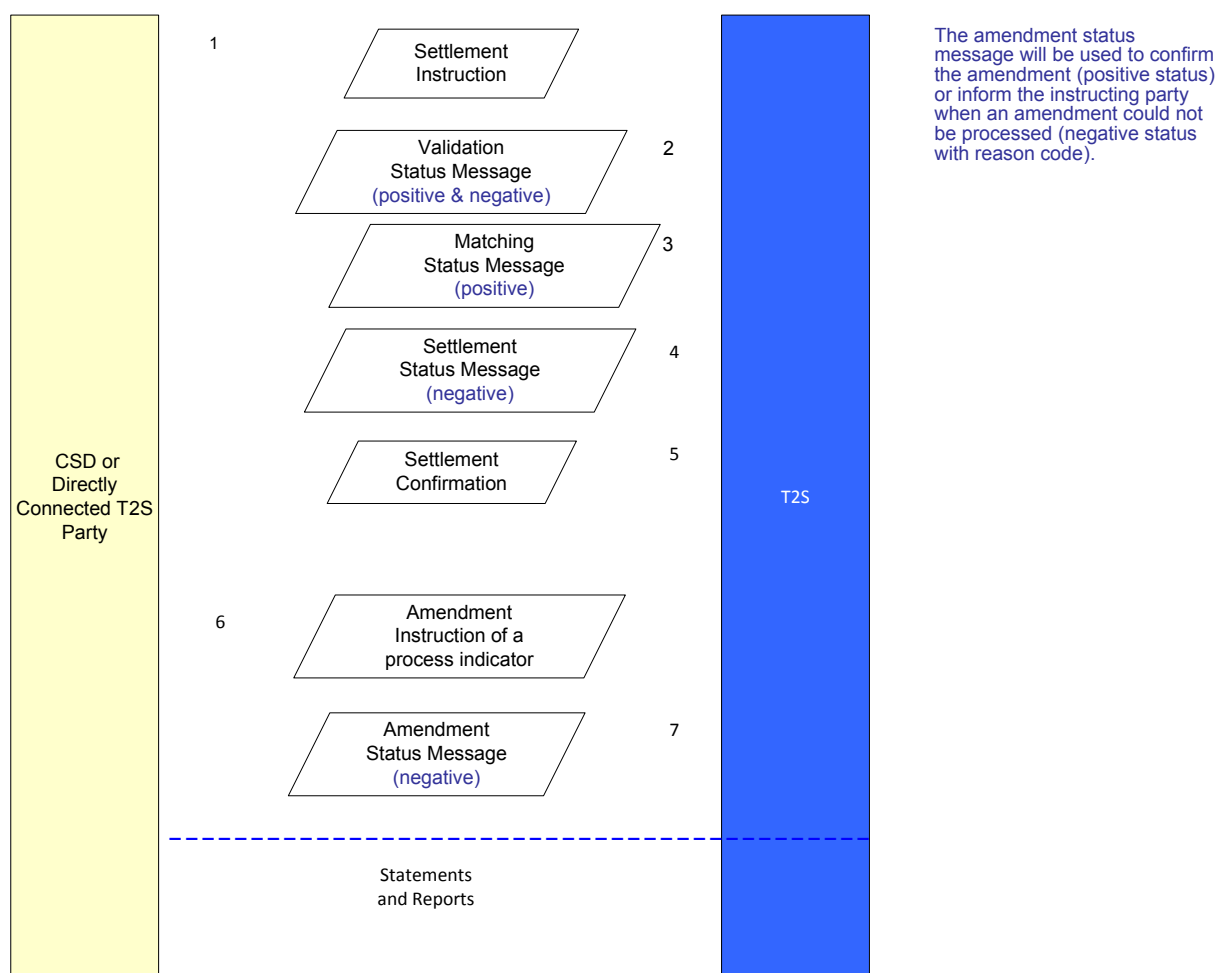 1
Settlement
Instruction
The amendment status
message will be used to confirm
the amendment (positive status)
or inform the instructing party
when an amendment could not
be processed (negative status
with reason code).
Validation
Status Message
(positive & negative)
2
Matching
Status Message
(positive)
3
Settlement
Status Message
(negative)
4
CSD or
Directly
Connected T2S
Party
Settlement
Confirmation
5
T2S
6
Amendment
Instruction of a
process indicator
Amendment
Status Message
(negative)
7
Statements
and Reports